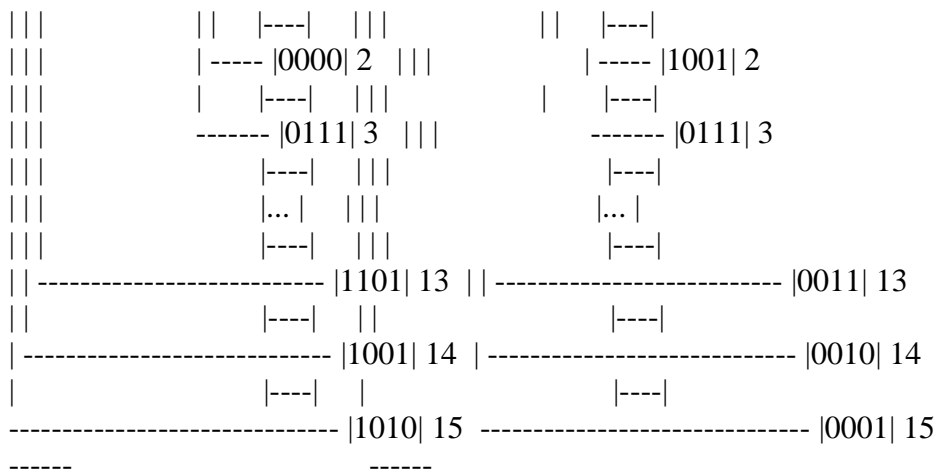 | | |                    | |     |----|     | | |                    | |     |----|
| | |                    | ----- |0000| 2   | | |                    | ----- |1001| 2
| | |                    |      |----|     | | |                    |      |----|
| | |                    ------- |0111| 3   | | |                    ------- |0111| 3
| | |                            |----|     | | |                            |----|
| | |                            |... |     | | |                            |... |
| | |                            |----|     | | |                            |----|
| | --------------------------- |1101| 13  | | --------------------------- |0011| 13
| |                              |----|     | |                              |----|
| ----------------------------- |1001| 14  | ----------------------------- |0010| 14
|                                |----|     |                                |----|
------------------------------- |1010| 15  ------------------------------- |0001| 15
------                                      ------